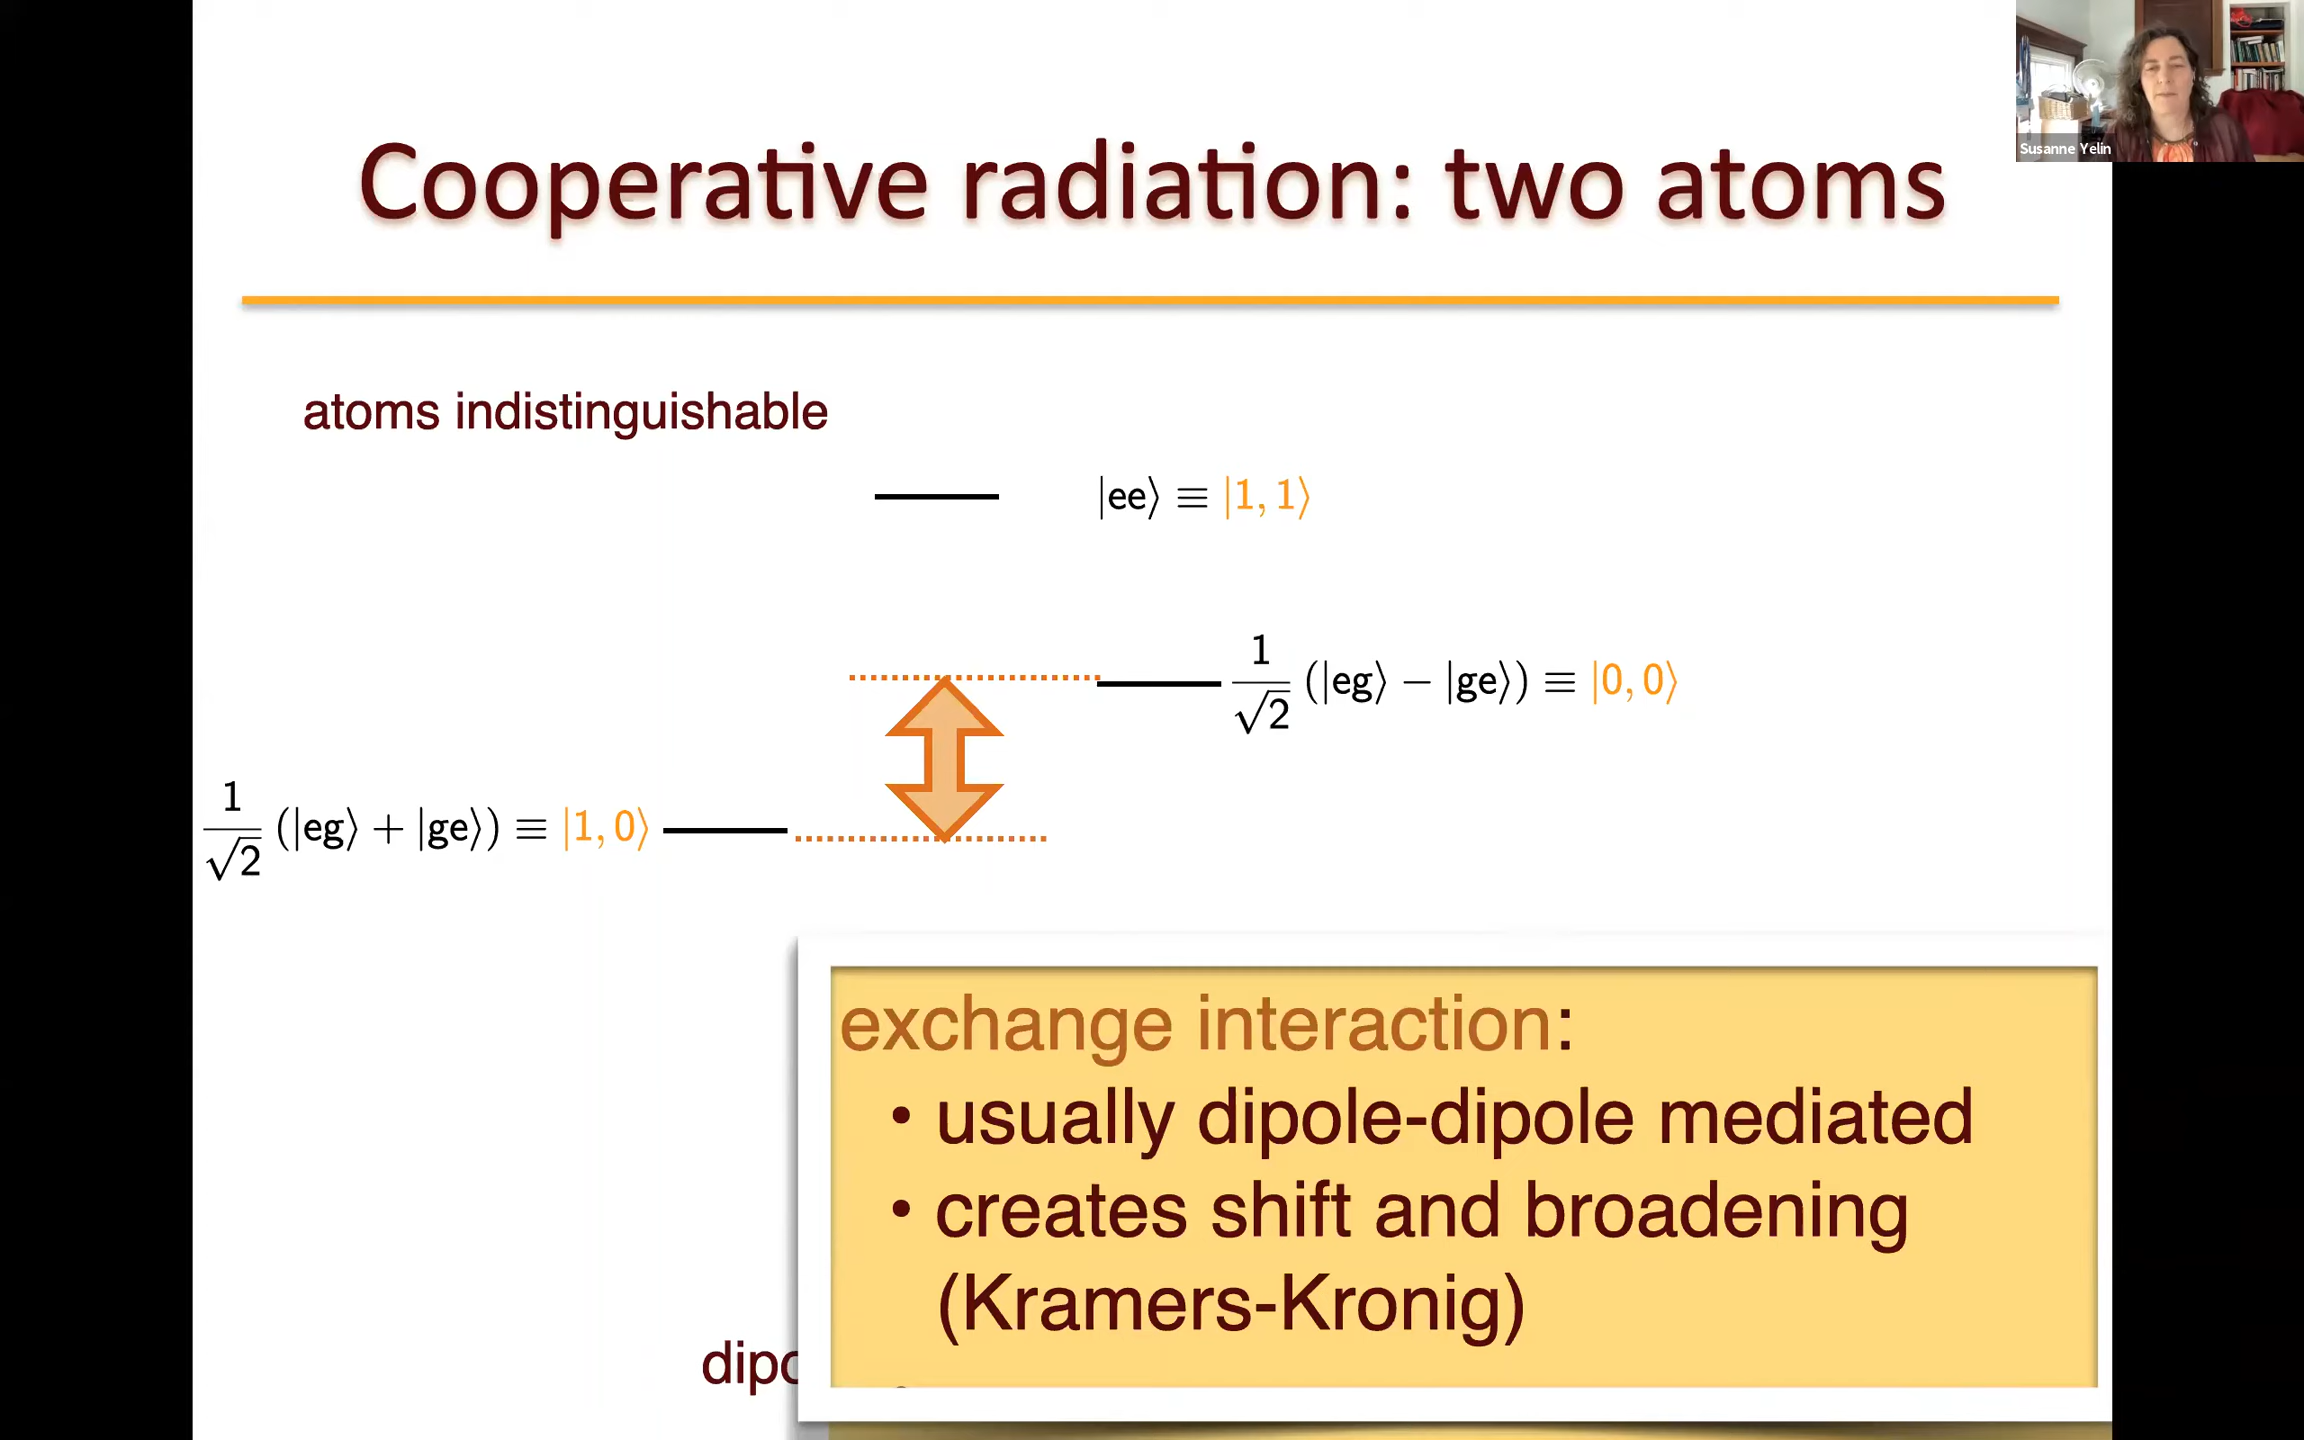 Susanne Yelin
Cooperative radiation: two atoms
atoms indistinguishable
|ee⟩ ≡ |1, 1⟩
1/√2 (|eg⟩ − |ge⟩) ≡ |0, 0⟩
1/√2 (|eg⟩ + |ge⟩) ≡ |1, 0⟩
exchange interaction:
• usually dipole-dipole mediated
• creates shift and broadening
(Kramers-Kronig)